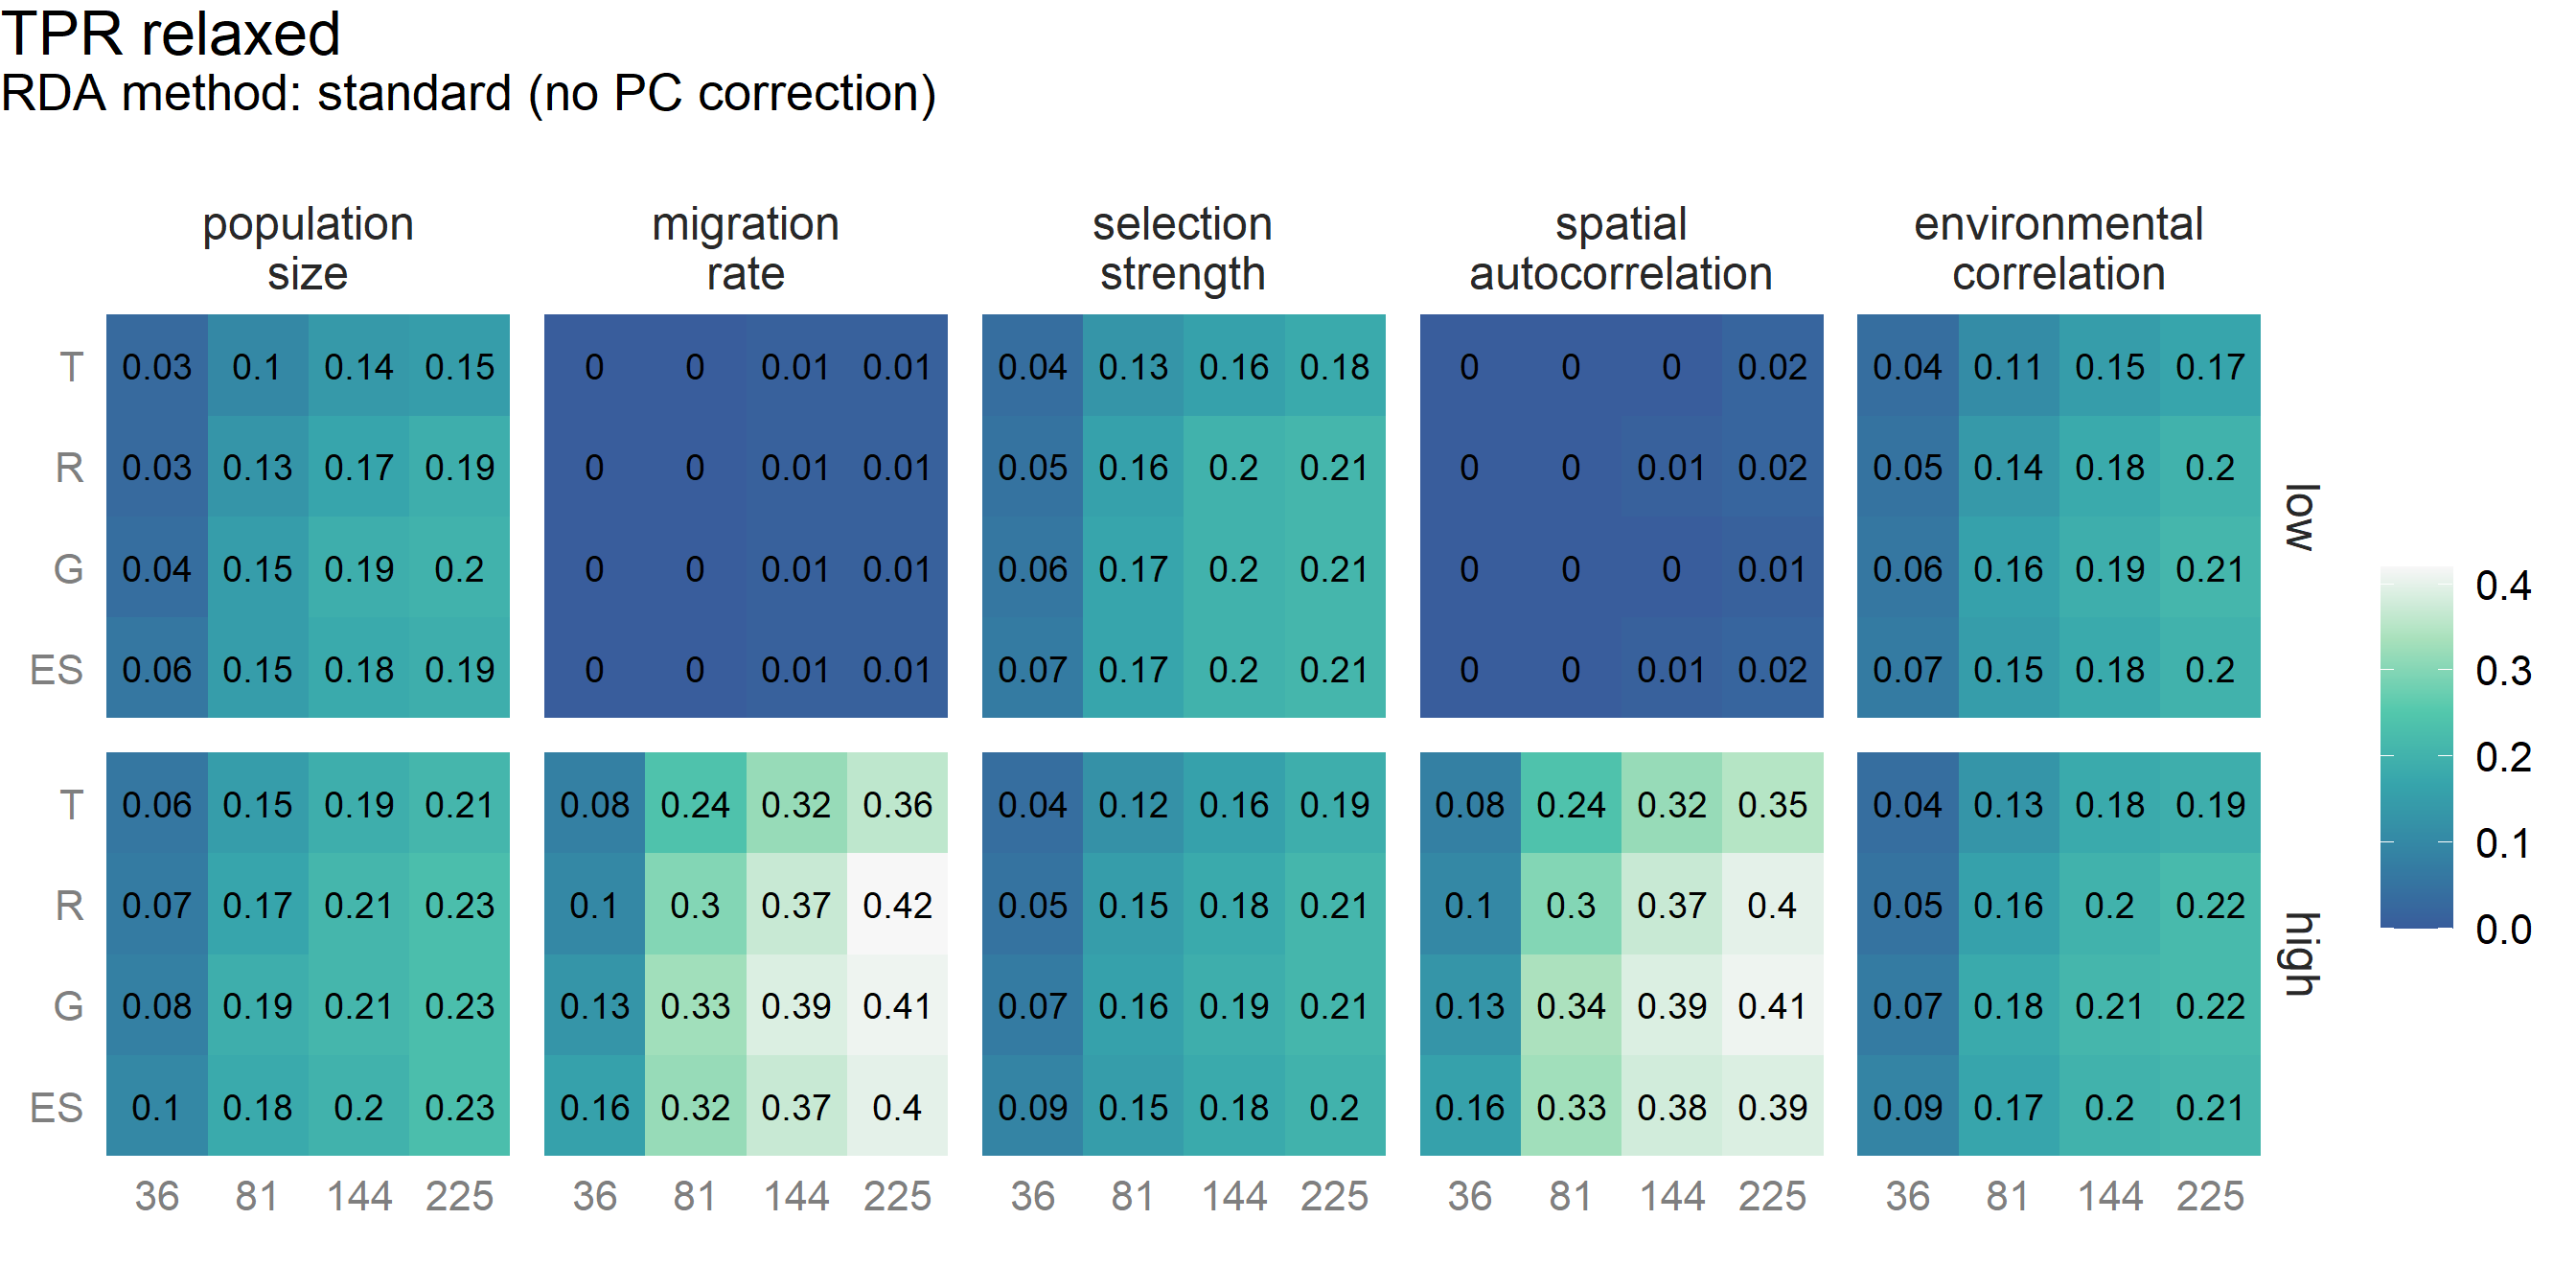 TPR relaxed
RDA method: standard (no PC correction)
population size
migration rate
selection strength
spatial autocorrelation
environmental correlation
T 0.03 0.1 0.14 0.15 0 0 0.01 0.01 0.04 0.13 0.16 0.18 0 0 0 0.02 0.04 0.11 0.15 0.17
R 0.03 0.13 0.17 0.19 0 0 0.01 0.01 0.05 0.16 0.2 0.21 0 0 0.01 0.02 0.05 0.14 0.18 0.2
G 0.04 0.15 0.19 0.2 0 0 0.01 0.01 0.06 0.17 0.2 0.21 0 0 0 0.01 0.06 0.16 0.19 0.21
ES 0.06 0.15 0.18 0.19 0 0 0.01 0.01 0.07 0.17 0.2 0.21 0 0 0.01 0.02 0.07 0.15 0.18 0.2
low
T 0.06 0.15 0.19 0.21 0.08 0.24 0.32 0.36 0.04 0.12 0.16 0.19 0.08 0.24 0.32 0.35 0.04 0.13 0.18 0.19
R 0.07 0.17 0.21 0.23 0.1 0.3 0.37 0.42 0.05 0.15 0.18 0.21 0.1 0.3 0.37 0.4 0.05 0.16 0.2 0.22
G 0.08 0.19 0.21 0.23 0.13 0.33 0.39 0.41 0.07 0.16 0.19 0.21 0.13 0.34 0.39 0.41 0.07 0.18 0.21 0.22
ES 0.1 0.18 0.2 0.23 0.16 0.32 0.37 0.4 0.09 0.15 0.18 0.2 0.16 0.33 0.38 0.39 0.09 0.17 0.2 0.21
high
36 81 144 225 36 81 144 225 36 81 144 225 36 81 144 225 36 81 144 225
0.4
0.3
0.2
0.1
0.0